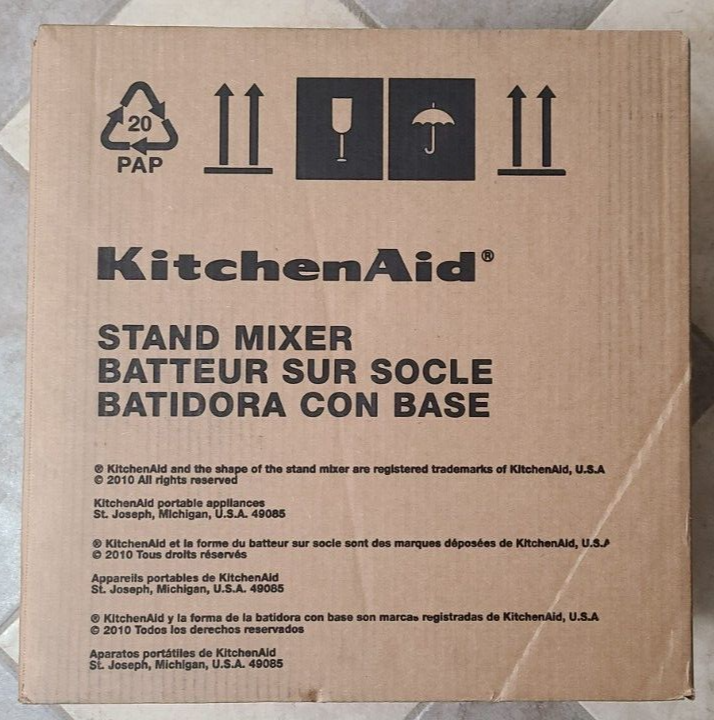 20
PAP
KitchenAid®
STAND MIXER
BATTEUR SUR SOCLE
BATIDORA CON BASE
® KitchenAid and the shape of the stand mixer are registered trademarks of KitchenAid, U.S.A
© 2010 All rights reserved
KitchenAid portable appliances
St. Joseph, Michigan, U.S.A. 49085
® KitchenAid et la forme du batteur sur socle sont des marques déposées de KitchenAid, U.S.A
© 2010 Tous droits réservés
Appareils portables de KitchenAid
St. Joseph, Michigan, U.S.A. 49085
® KitchenAid y la forma de la batidora con base son marcas registradas de KitchenAid, U.S.A
© 2010 Todos los derechos reservados
Aparatos portátiles de KitchenAid
St. Joseph, Michigan, U.S.A. 49085